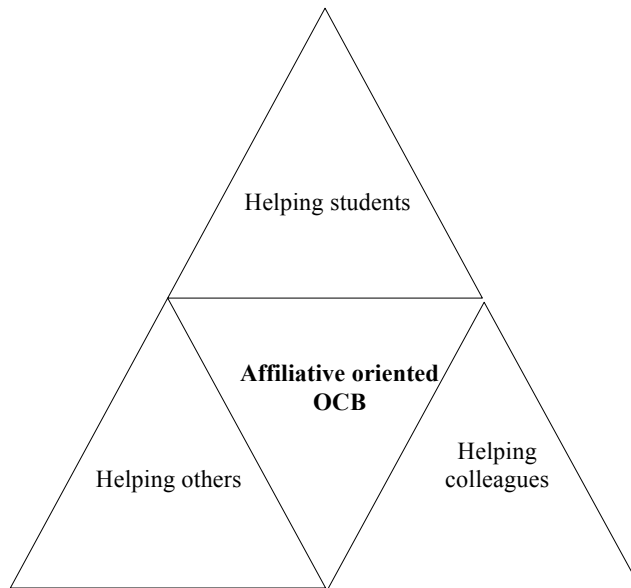 Helping students
Affiliative oriented
OCB
Helping others
Helping
colleagues